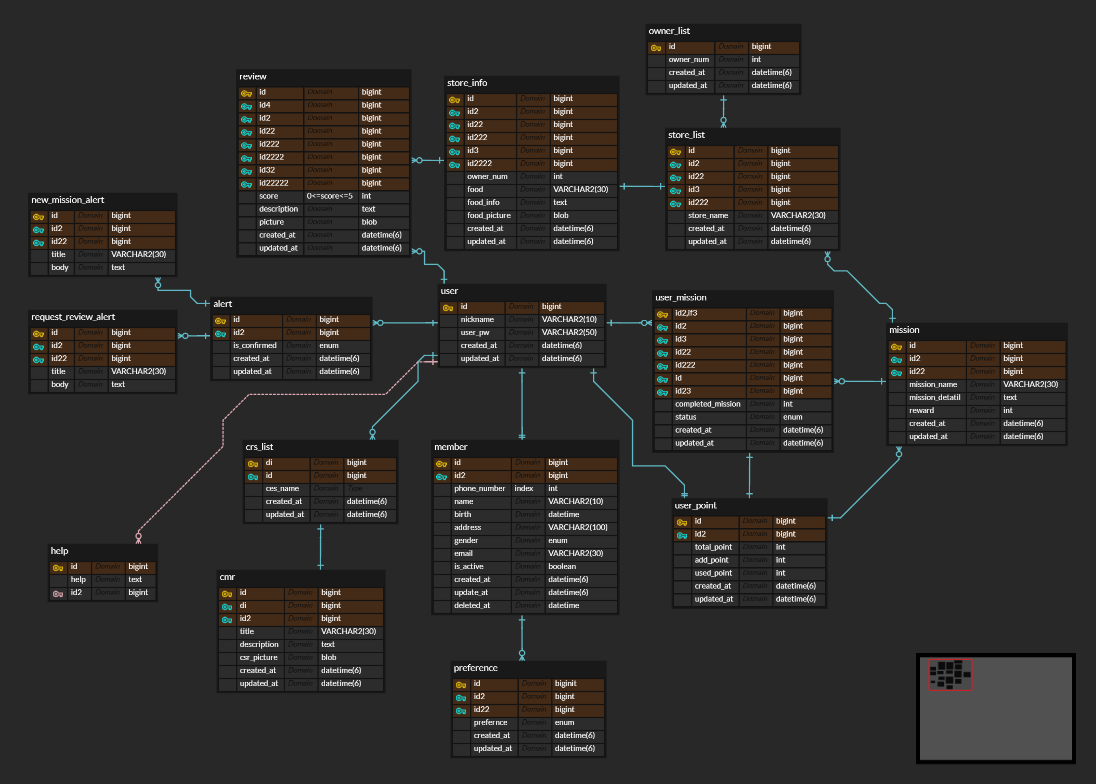 owner_list
id Domain bigint
owner_num Domain int
created_at Domain datetime(6)
updated_at Domain datetime(6)
review
id Domain bigint
id4 Domain bigint
id2 Domain bigint
id22 Domain bigint
id222 Domain bigint
id2222 Domain bigint
id32 Domain bigint
id22222 Domain bigint
score 0<=score<=5 int
description Domain text
picture Domain blob
created_at Domain datetime(6)
updated_at Domain datetime(6)
store_info
id Domain bigint
id2 Domain bigint
id22 Domain bigint
id222 Domain bigint
id3 Domain bigint
id2222 Domain bigint
owner_num Domain int
food Domain VARCHAR2(30)
food_info Domain text
food_picture Domain blob
created_at Domain datetime(6)
updated_at Domain datetime(6)
store_list
id Domain bigint
id2 Domain bigint
id22 Domain bigint
id3 Domain bigint
id222 Domain bigint
store_name Domain VARCHAR2(30)
created_at Domain datetime(6)
updated_at Domain datetime(6)
new_mission_alert
id Domain bigint
id2 Domain bigint
id22 Domain bigint
title Domain VARCHAR2(30)
body Domain text
request_review_alert
id Domain bigint
id2 Domain bigint
id22 Domain bigint
title Domain VARCHAR2(30)
body Domain text
alert
id Domain bigint
id2 Domain bigint
is_confirmed Domain enum
created_at Domain datetime(6)
updated_at Domain datetime(6)
user
id Domain bigint
nickname Domain VARCHAR2(10)
user_pw Domain VARCHAR2(50)
created_at Domain datetime(6)
updated_at Domain datetime(6)
user_mission
id2Jf3 Domain bigint
id2 Domain bigint
id3 Domain bigint
id22 Domain bigint
id222 Domain bigint
id Domain bigint
id23 Domain bigint
completed_mission Domain int
status Domain enum
created_at Domain datetime(6)
updated_at Domain datetime(6)
mission
id Domain bigint
id2 Domain bigint
id22 Domain bigint
mission_name Domain VARCHAR2(30)
mission_detatil Domain text
reward Domain int
created_at Domain datetime(6)
updated_at Domain datetime(6)
crs_list
di Domain bigint
id Domain bigint
ces_name Domain Type
created_at Domain datetime(6)
updated_at Domain datetime(6)
member
id Domain bigint
id2 Domain bigint
phone_number index int
name Domain VARCHAR2(10)
birth Domain datetime
address Domain VARCHAR2(100)
gender Domain enum
email Domain VARCHAR2(30)
is_active Domain boolean
created_at Domain datetime(6)
update_at Domain datetime(6)
deleted_at Domain datetime
user_point
id Domain bigint
id2 Domain bigint
total_point Domain int
add_point Domain int
used_point Domain int
created_at Domain datetime(6)
updated_at Domain datetime(6)
help
id Domain bigint
help Domain text
id2 Domain bigint
cmr
id Domain bigint
di Domain bigint
id2 Domain bigint
title Domain VARCHAR2(30)
description Domain text
csr_picture Domain blob
created_at Domain datetime(6)
updated_at Domain datetime(6)
preference
id Domain biginit
id2 Domain bigint
id22 Domain bigint
prefernce Domain enum
created_at Domain datetime(6)
updated_at Domain datetime(6)